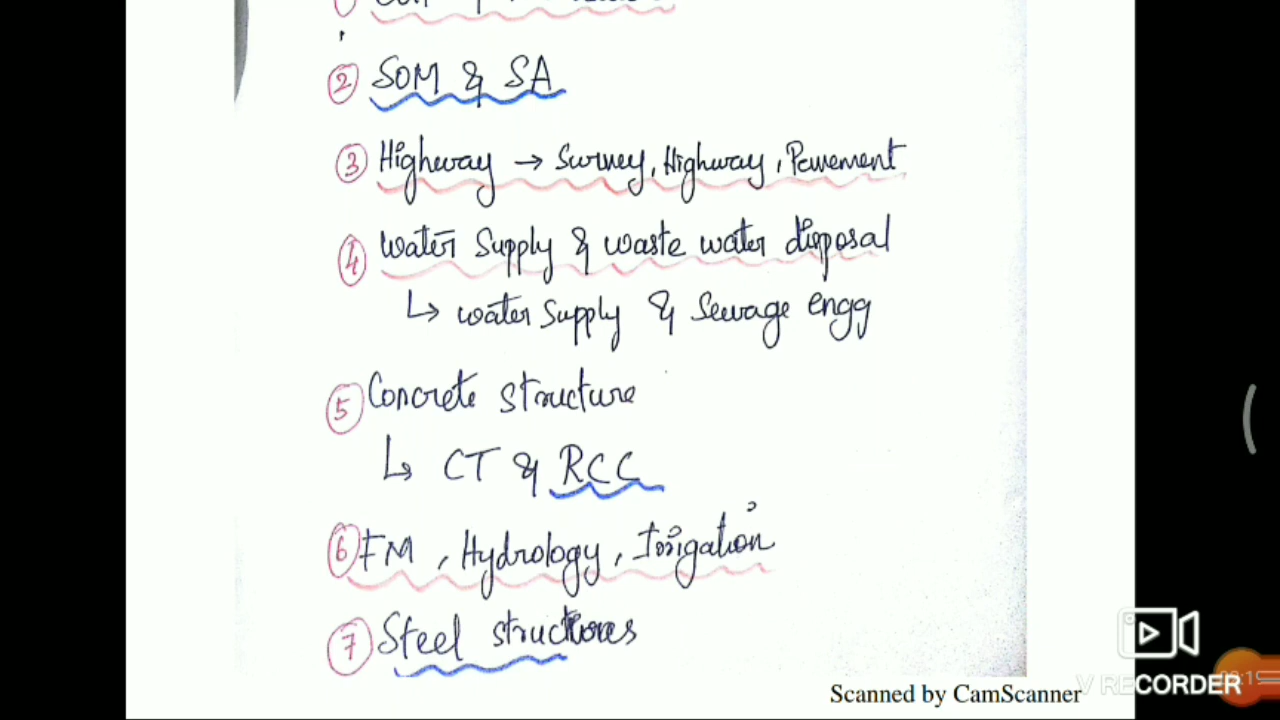 ② SOM & SA
③ Highway → Survey, Highway, Pavement
④ water Supply & waste water disposal
↳ water Supply & Sewage engg
⑤ Concrete structure
↳ CT & RCC
⑥ FM, Hydrology, Irrigation
⑦ Steel structures
Scanned by CamScanner
V RECORDER